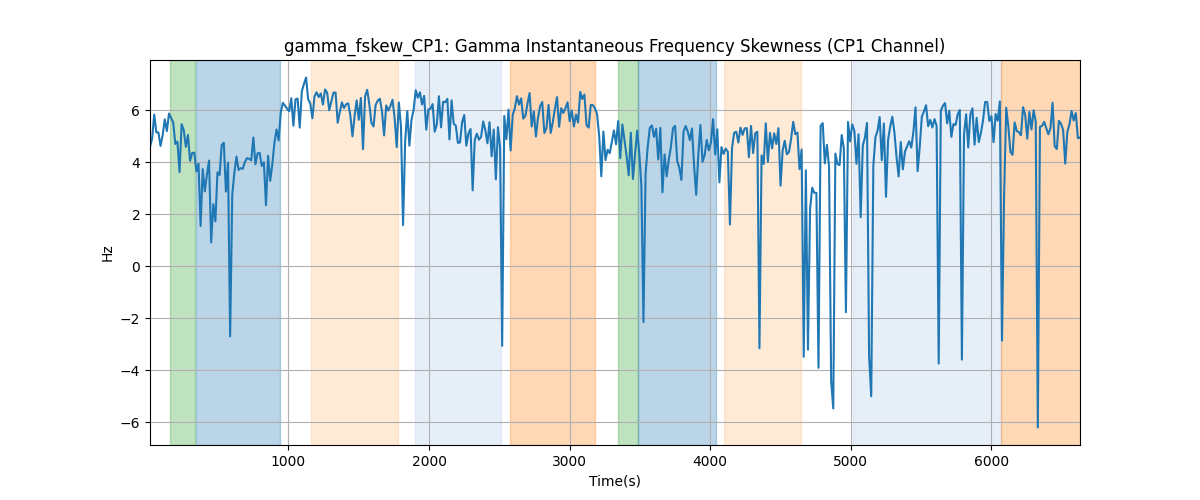 gamma_fskew_CP1: Gamma Instantaneous Frequency Skewness (CP1 Channel)
Hz
6
4
2
0
−2
−4
−6
1000 2000 3000 4000 5000 6000
Time(s)